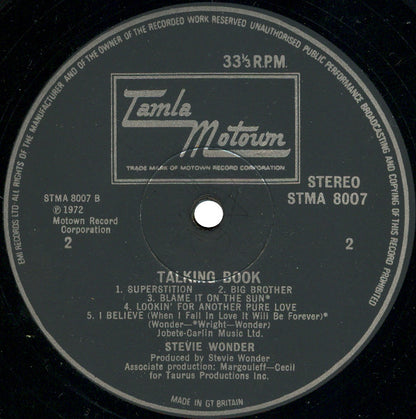 EMI RECORDS LTD ALL RIGHTS OF THE MANUFACTURER AND OF THE OWNER OF THE RECORDED WORK RESERVED UNAUTHORISED PUBLIC PERFORMANCE BROADCASTING AND COPYING OF THIS RECORD PROHIBITED
33⅓ R.P.M.
Tamla
Motown
TRADE MARK OF MOTOWN RECORD CORPORATION
STEREO
STMA 8007
STMA 8007 B
℗ 1972
Motown Record
Corporation
2
2
TALKING BOOK
1. SUPERSTITION 2. BIG BROTHER
3. BLAME IT ON THE SUN*
4. LOOKIN' FOR ANOTHER PURE LOVE
5. I BELIEVE (When I Fall In Love It Will Be Forever)*
(Wonder—*Wright—Wonder)
Jobete-Carlin Music Ltd.
STEVIE WONDER
Produced by Stevie Wonder
Associate production: Margouleff—Cecil
for Taurus Productions Inc.
MADE IN GT BRITAIN